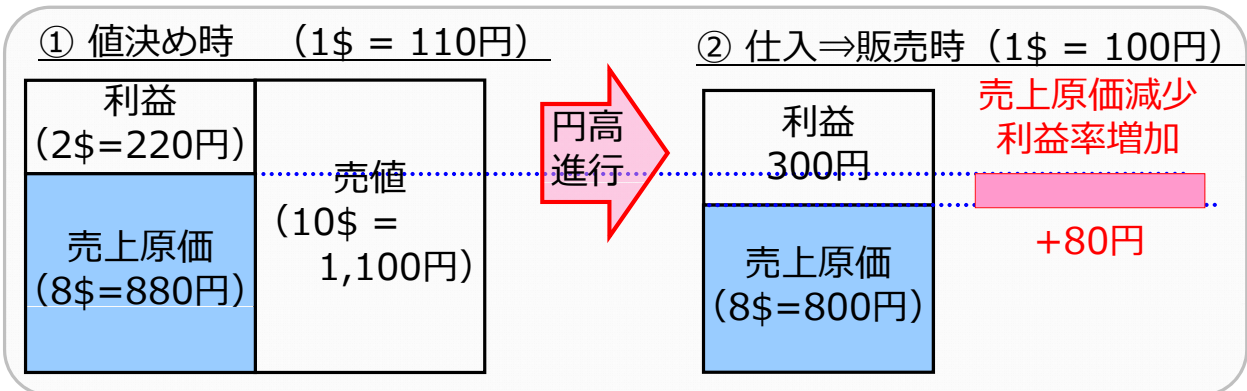 ① 値決め時　（1$ = 110円）
利益
（2$=220円）
売上原価
（8$=880円）
売値
（10$ =
1,100円）
円高
進行
② 仕入⇒販売時（1$ = 100円）
利益
300円
売上原価
（8$=800円）
売上原価減少
利益率増加
+80円